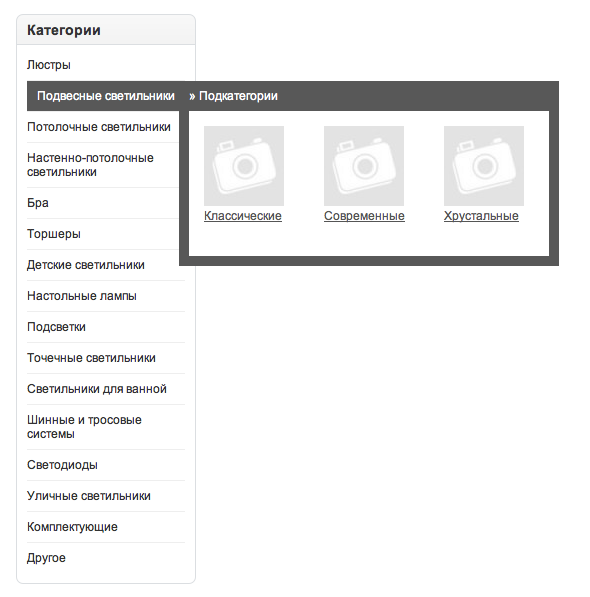 Категории
Люстры
Подвесные светильники » Подкатегории
Потолочные светильники
Классические Современные Хрустальные
Настенно-потолочные
светильники
Бра
Торшеры
Детские светильники
Настольные лампы
Подсветки
Точечные светильники
Светильники для ванной
Шинные и тросовые
системы
Светодиоды
Уличные светильники
Комплектующие
Другое